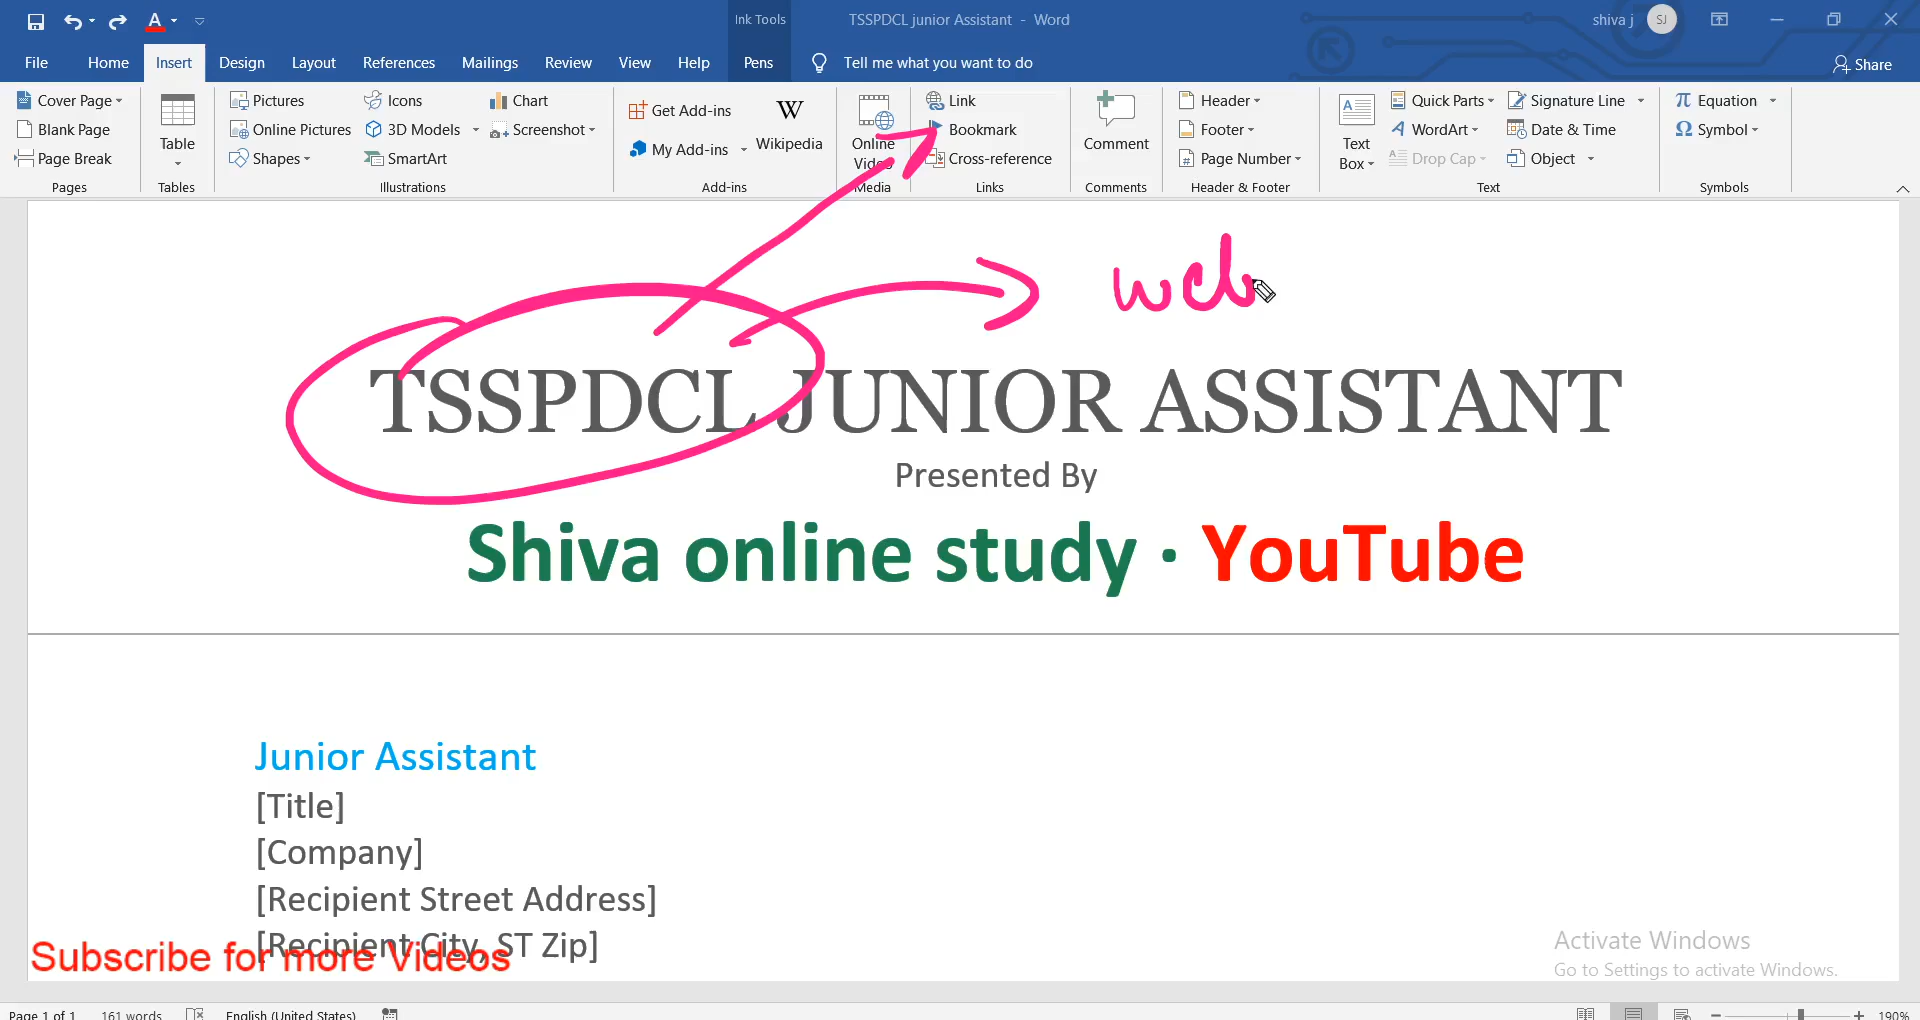 Ink Tools
TSSPDCL junior Assistant - Word
shiva j
SJ
File Home Insert Design Layout References Mailings Review View Help Pens Tell me what you want to do Share
Cover Page
Blank Page
Page Break
Pages
Table
Tables
Pictures
Online Pictures
Shapes
Icons
3D Models
SmartArt
Chart
Screenshot
Illustrations
Get Add-ins
My Add-ins
W
Wikipedia
Add-ins
Online
Video
Media
Link
Bookmark
Cross-reference
Links
Comment
Comments
Header
Footer
Page Number
Header & Footer
Text
Box
Quick Parts
WordArt
Drop Cap
Signature Line
Date & Time
Object
Text
Equation
Symbol
Symbols
web
TSSPDCL JUNIOR ASSISTANT
Presented By
Shiva online study · YouTube
Junior Assistant
[Title]
[Company]
[Recipient Street Address]
[Recipient City, ST Zip]
Subscribe for more Videos
Activate Windows
Go to Settings to activate Windows.
Page 1 of 1 161 words English (United States) 190%